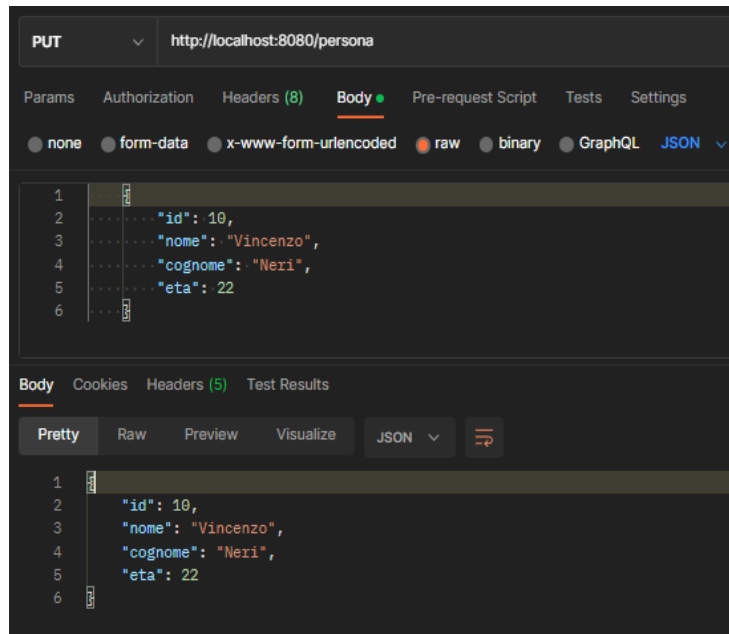 PUT http://localhost:8080/persona
Params Authorization Headers (8) Body Pre-request Script Tests Settings
none form-data x-www-form-urlencoded raw binary GraphQL JSON
1 {
2 "id": 10,
3 "nome": "Vincenzo",
4 "cognome": "Neri",
5 "eta": 22
6 }
Body Cookies Headers (5) Test Results
Pretty Raw Preview Visualize JSON
1 {
2 "id": 10,
3 "nome": "Vincenzo",
4 "cognome": "Neri",
5 "eta": 22
6 }